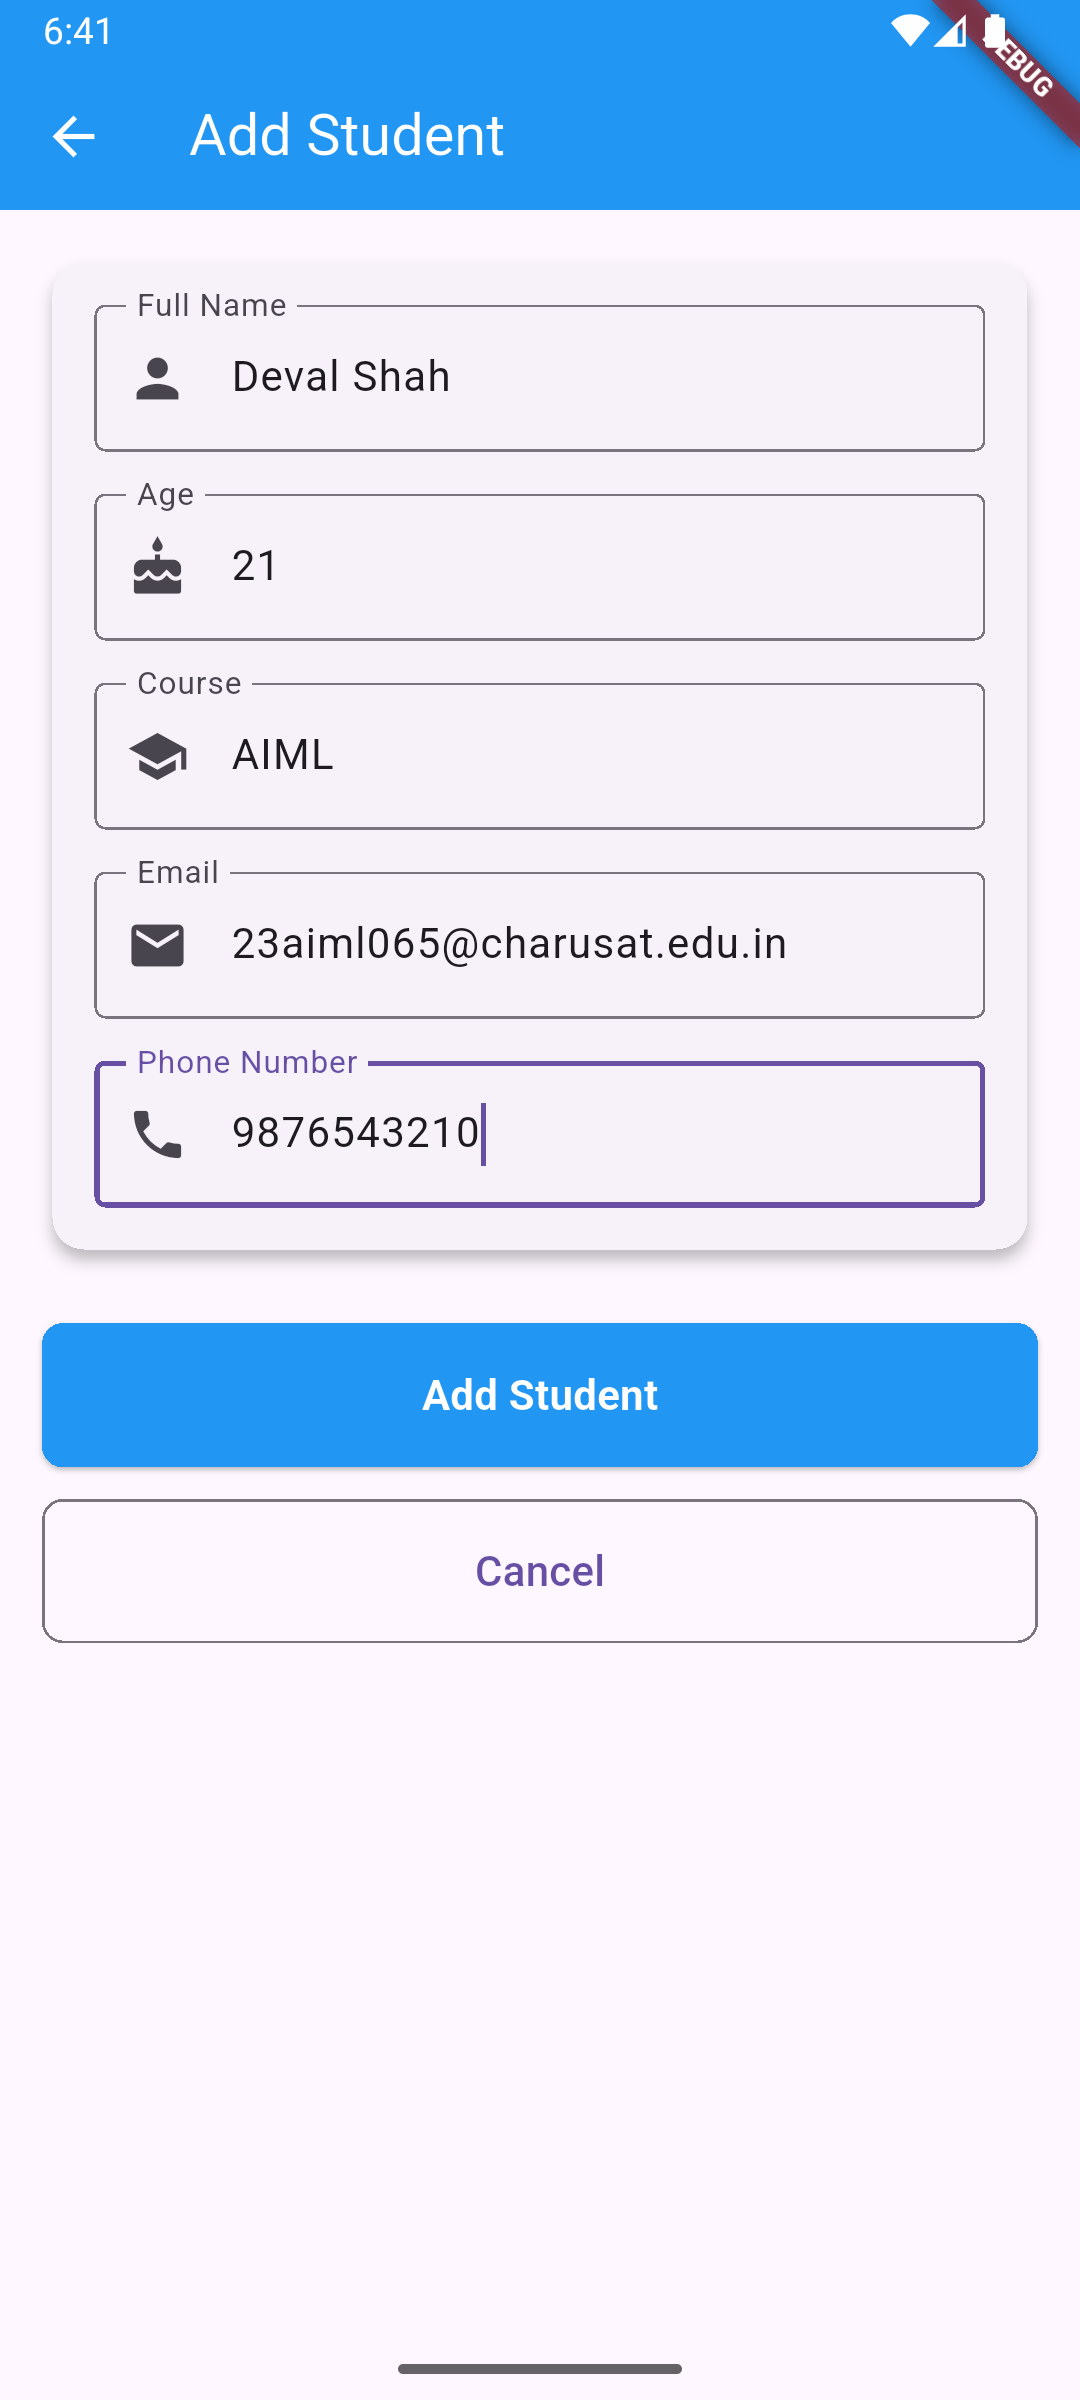 6:41
Add Student
Full Name
Deval Shah
Age
21
Course
AIML
Email
23aiml065@charusat.edu.in
Phone Number
9876543210
Add Student
Cancel